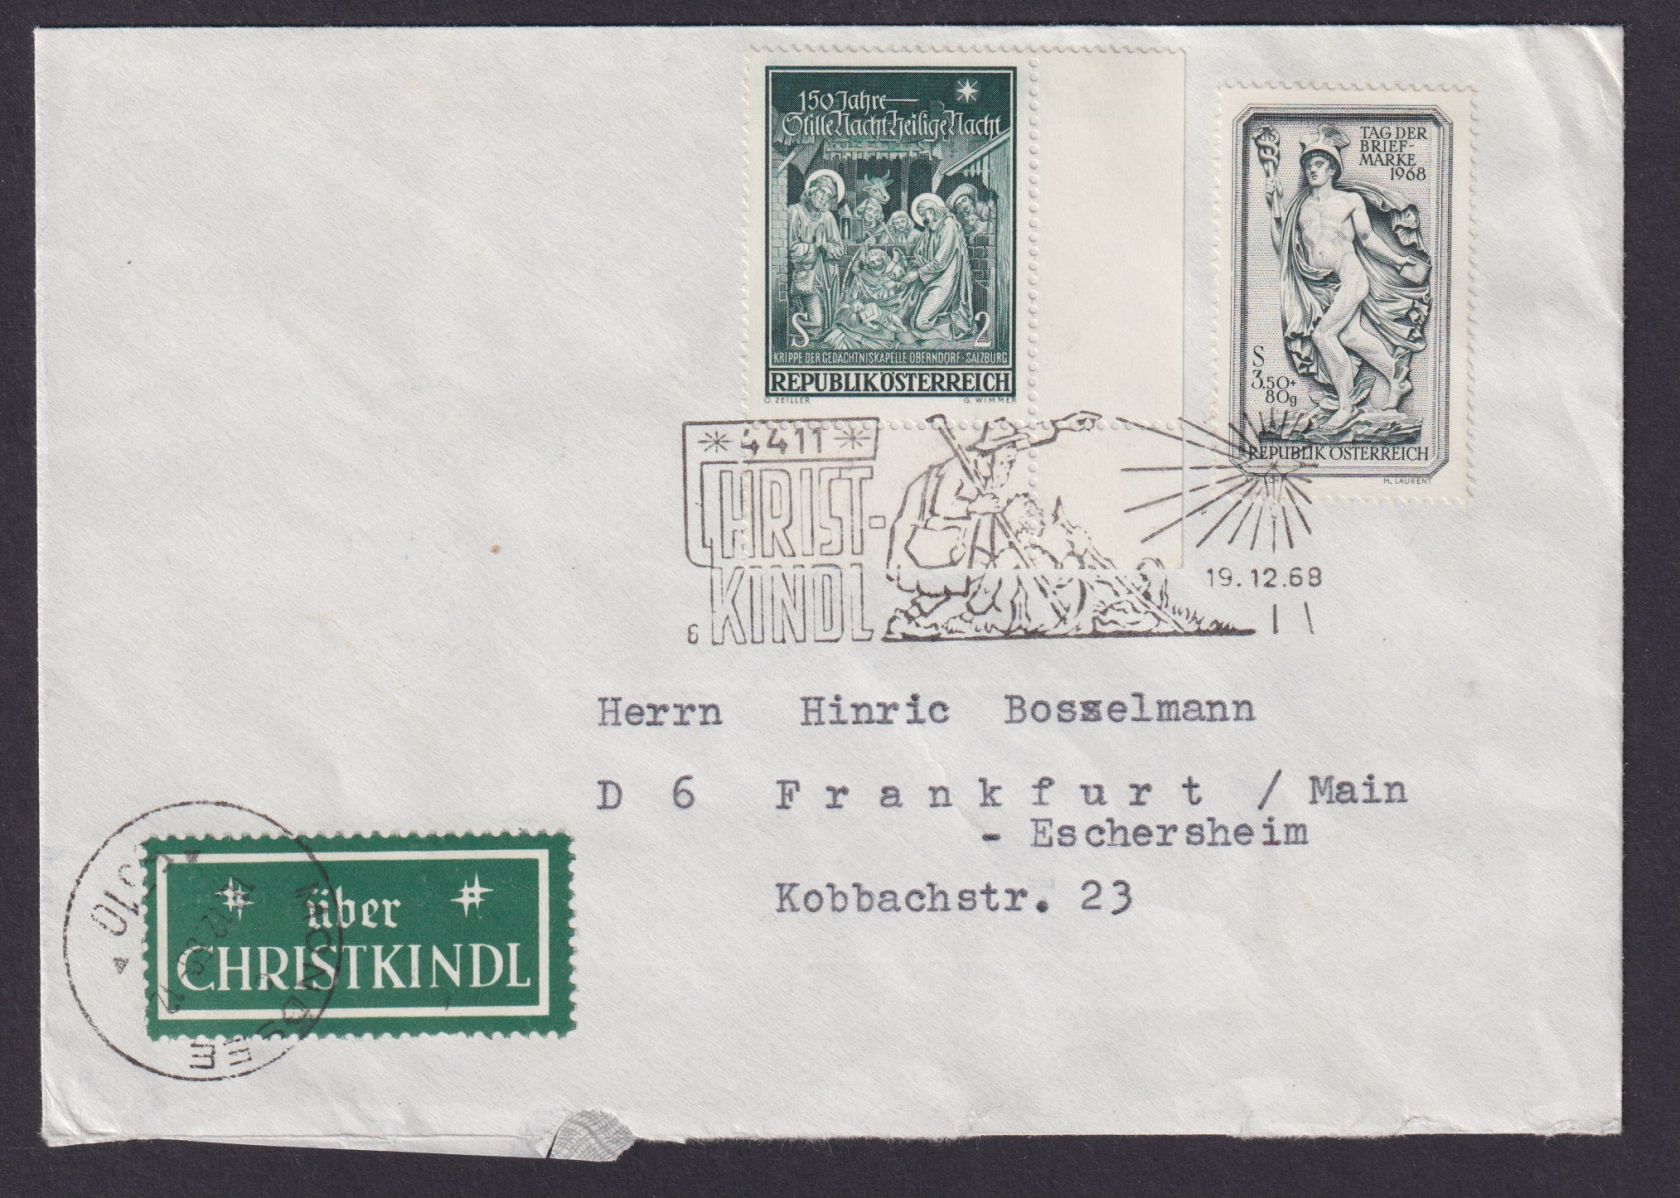 150 Jahre
Stille Nacht-Heilige Nacht
S 2
KRIPPE DER GEDÄCHTNISKAPELLE OBERNDORF · SALZBURG
REPUBLIK ÖSTERREICH
O. ZEILLER G. WIMMER
TAG DER
BRIEF-
MARKE
1968
S
3.50+
80g
REPUBLIK ÖSTERREICH
M. LAURENT
4411
CHRIST-
KINDL
6
19.12.68
Herrn Hinric Bosselmann
D 6 Frankfurt / Main
- Eschersheim
Kobbachstr. 23
über
CHRISTKINDL
MONDSEE